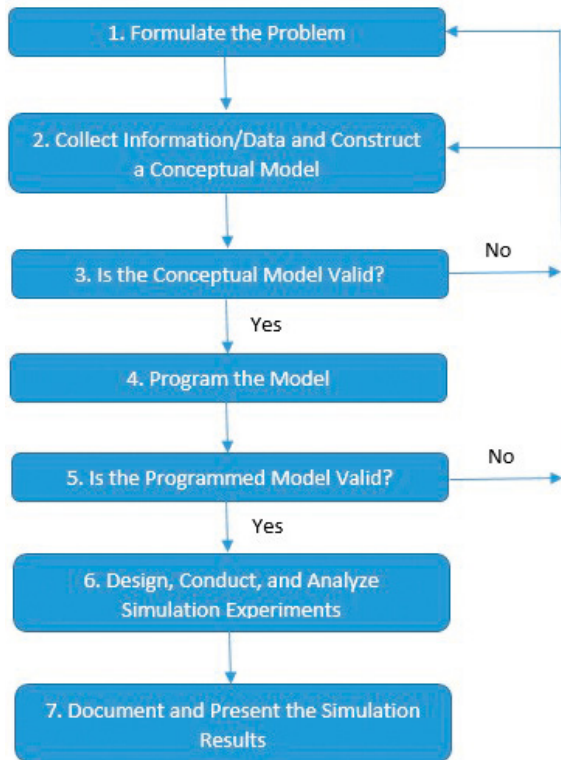 1. Formulate the Problem
2. Collect Information/Data and Construct
a Conceptual Model
3. Is the Conceptual Model Valid?
No
Yes
4. Program the Model
5. Is the Programmed Model Valid?
No
Yes
6. Design, Conduct, and Analyze
Simulation Experiments
7. Document and Present the Simulation
Results